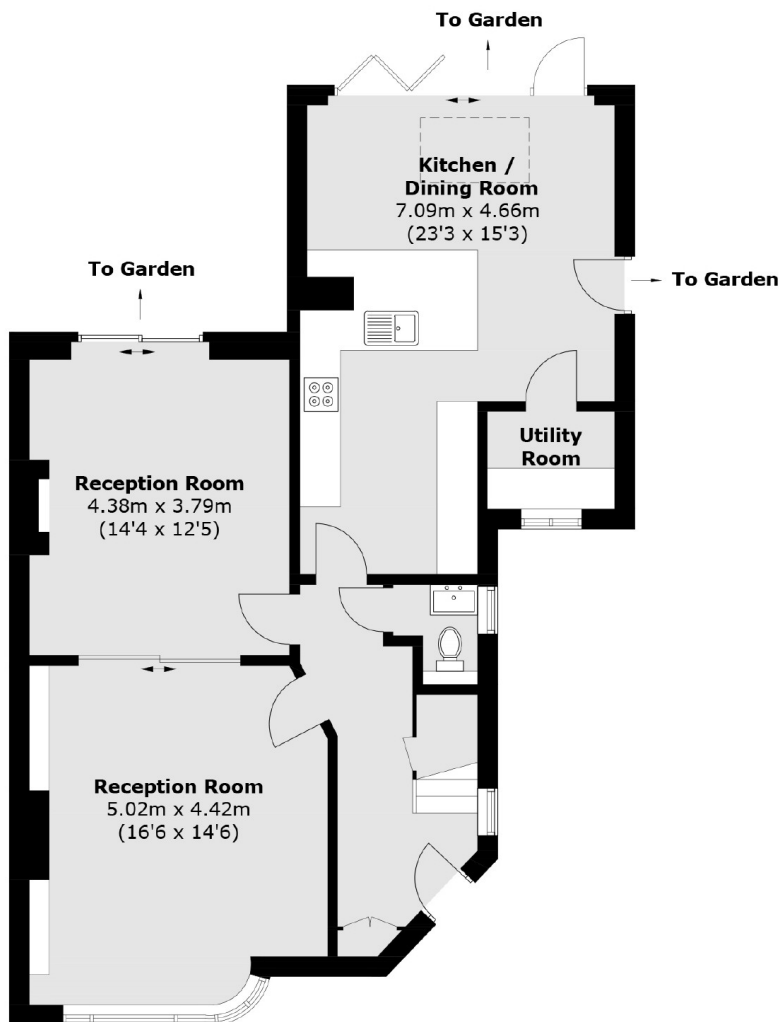 To Garden
Kitchen /
Dining Room
7.09m x 4.66m
(23'3 x 15'3)
To Garden
To Garden
Utility
Room
Reception Room
4.38m x 3.79m
(14'4 x 12'5)
Reception Room
5.02m x 4.42m
(16'6 x 14'6)